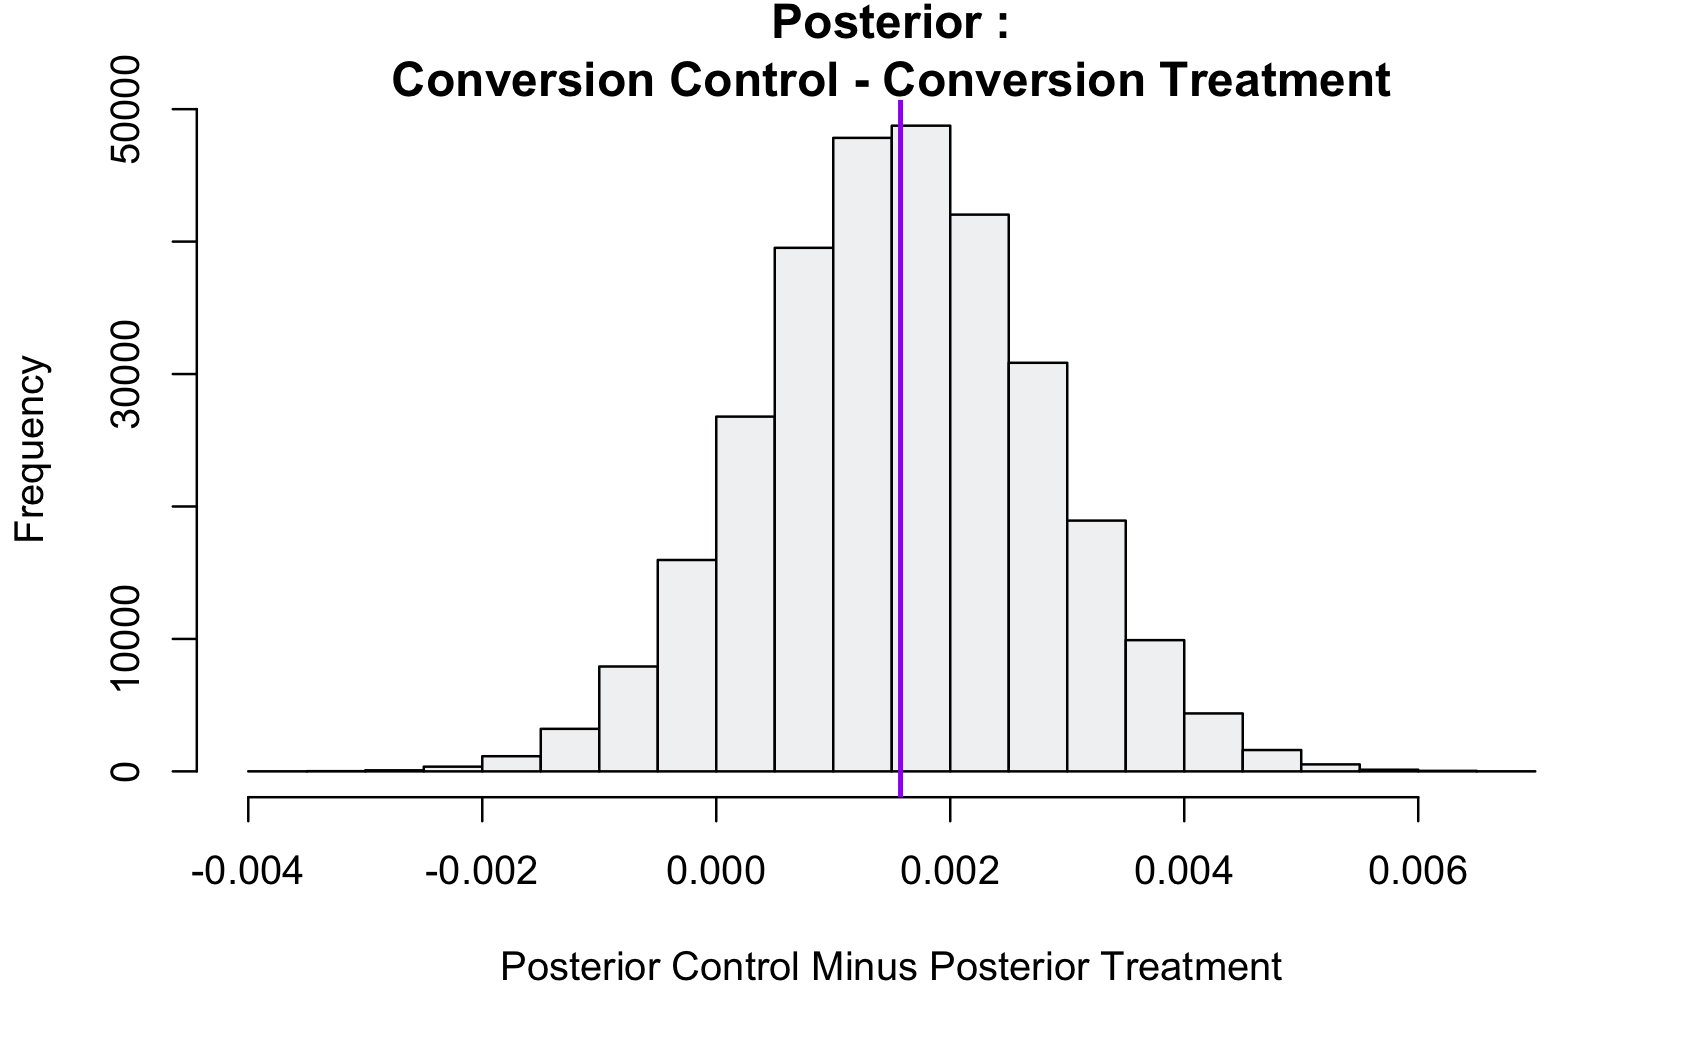 Posterior :
Conversion Control - Conversion Treatment
Frequency
50000
30000
10000
0
-0.004 -0.002 0.000 0.002 0.004 0.006
Posterior Control Minus Posterior Treatment